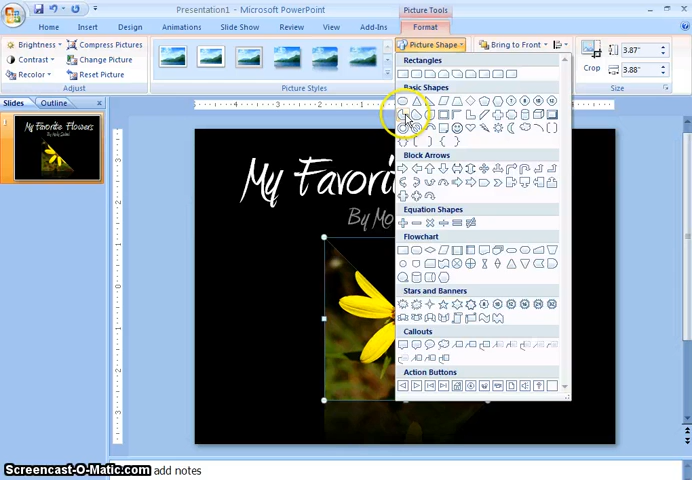 Presentation1 - Microsoft PowerPoint
Picture Tools
Home
Insert
Design
Animations
Slide Show
Review
View
Add-Ins
Format
Brightness
Contrast
Recolor
Compress Pictures
Change Picture
Reset Picture
Adjust
Picture Styles
Picture Shape
Bring to Front
Crop
3.87"
3.88"
Size
Rectangles
Basic Shapes
Block Arrows
Equation Shapes
Flowchart
Stars and Banners
Callouts
Action Buttons
Slides
Outline
1
My Favorite Flowers
My Favorit
By Mo
Screencast-O-Matic.com
add notes